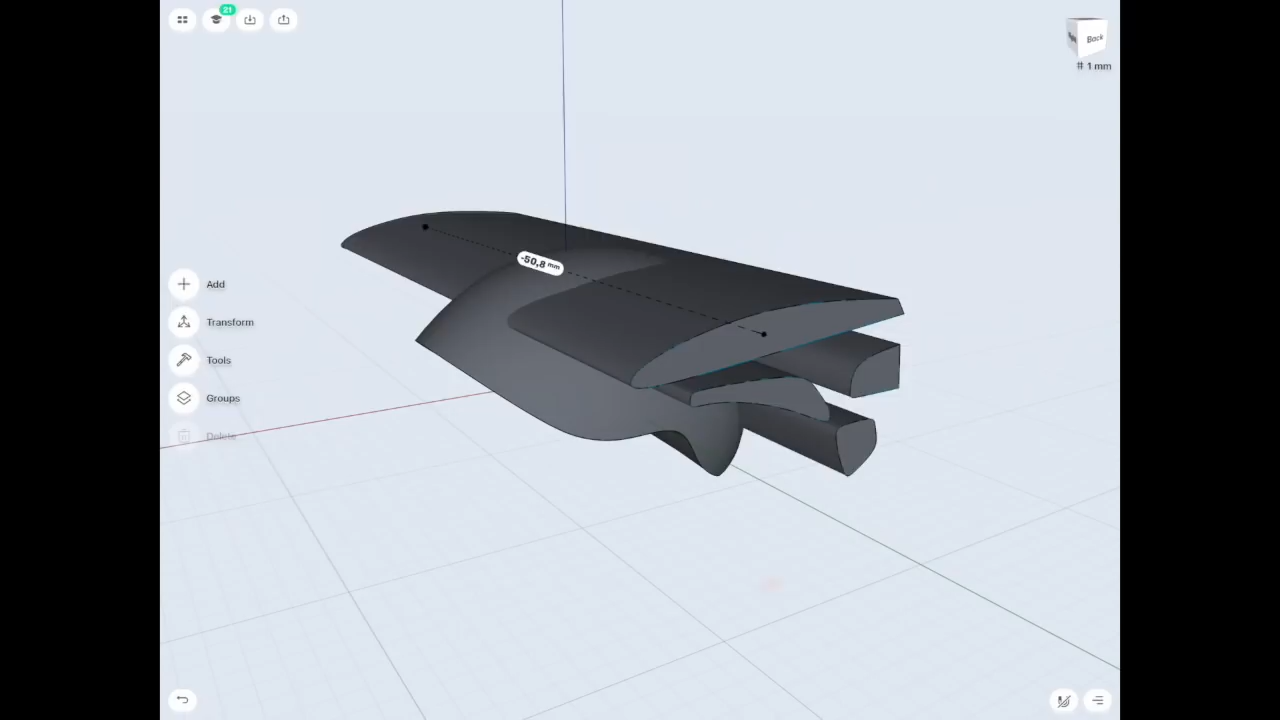 21
Back
# 1 mm
-50,8 mm
Add
Transform
Tools
Groups
Delete